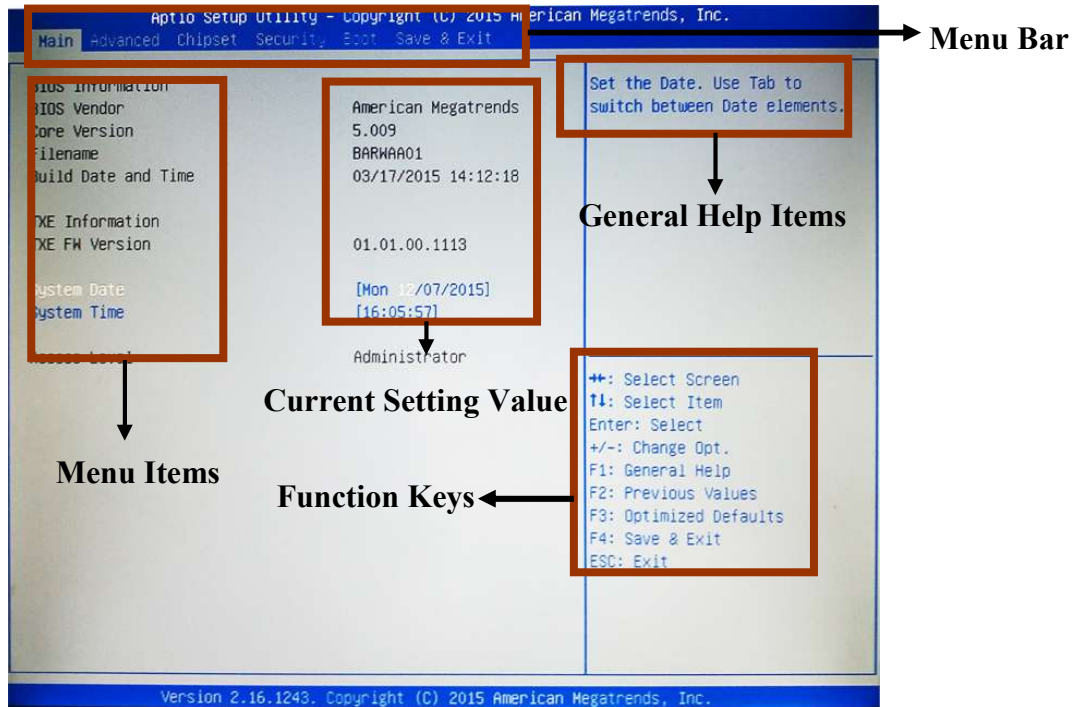 Aptio Setup Utility - Copyright (C) 2015 American Megatrends, Inc.
Main Advanced Chipset Security Boot Save & Exit
Menu Bar
BIOS Information
BIOS Vendor American Megatrends
Core Version 5.009
Filename BARWAA01
Build Date and Time 03/17/2015 14:12:18
TXE Information
TXE FW Version 01.01.00.1113
System Date [Mon 12/07/2015]
System Time [16:05:57]
Access Level Administrator
Set the Date. Use Tab to
switch between Date elements.
General Help Items
Current Setting Value
Menu Items
Function Keys
→←: Select Screen
↑↓: Select Item
Enter: Select
+/-: Change Opt.
F1: General Help
F2: Previous Values
F3: Optimized Defaults
F4: Save & Exit
ESC: Exit
Version 2.16.1243. Copyright (C) 2015 American Megatrends, Inc.